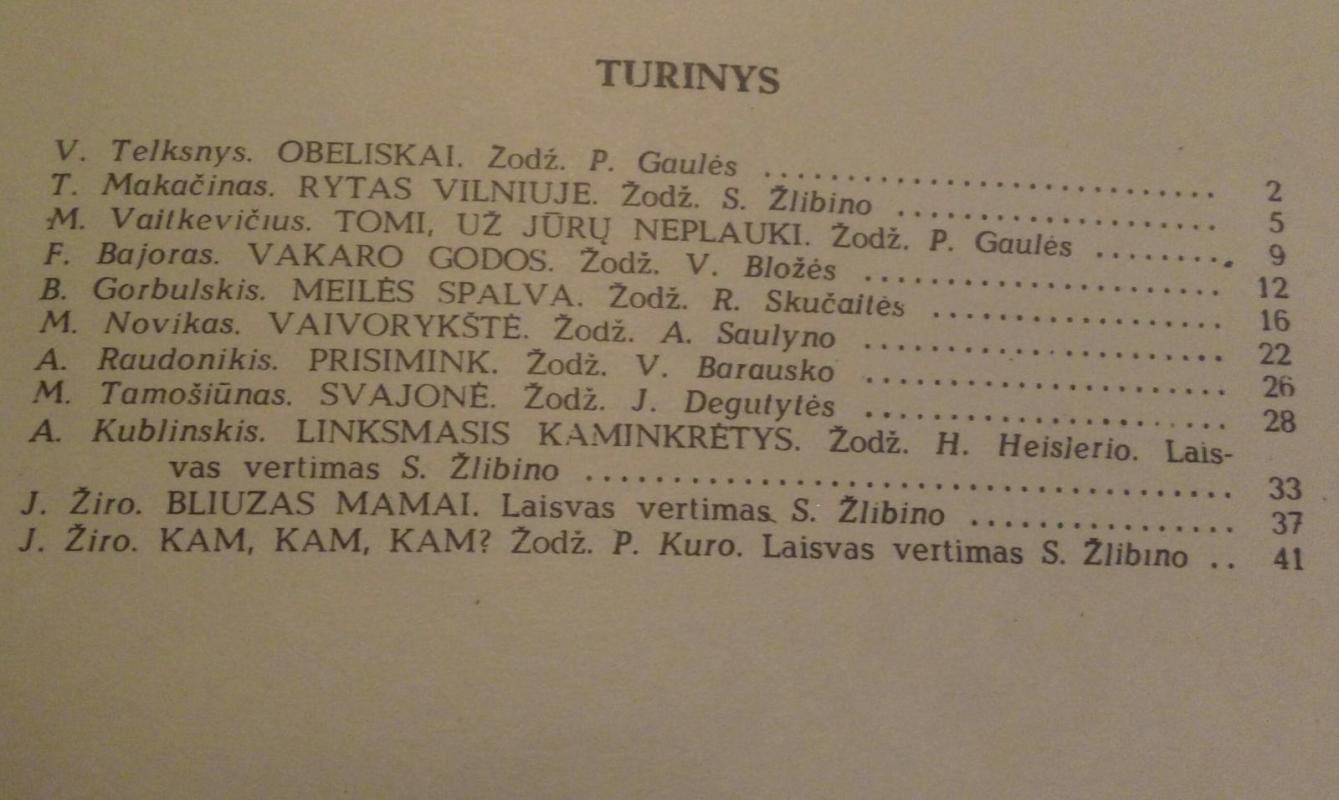 TURINYS
V. Telksnys. OBELISKAI. Žodž. P. Gaulės .................................. 2
T. Makačinas. RYTAS VILNIUJE. Žodž. S. Žlibino ........................ 5
M. Vaitkevičius. TOMI, UŽ JŪRŲ NEPLAUKI. Žodž. P. Gaulės .......... 9
F. Bajoras. VAKARO GODOS. Žodž. V. Bložės ........................... 12
B. Gorbulskis. MEILĖS SPALVA. Žodž. R. Skučaitės ...................... 16
M. Novikas. VAIVORYKŠTĖ. Žodž. A. Saulyno ........................... 22
A. Raudonikis. PRISIMINK. Žodž. V. Barausko ........................... 26
M. Tamošiūnas. SVAJONĖ. Žodž. J. Degutytės ........................... 28
A. Kublinskis. LINKSMASIS KAMINKRĖTYS. Žodž. H. Heislerio. Lais-
vas vertimas S. Žlibino ................................................ 33
J. Žiro. BLIUZAS MAMAI. Laisvas vertimas S. Žlibino .................... 37
J. Žiro. KAM, KAM, KAM? Žodž. P. Kuro. Laisvas vertimas S. Žlibino .. 41